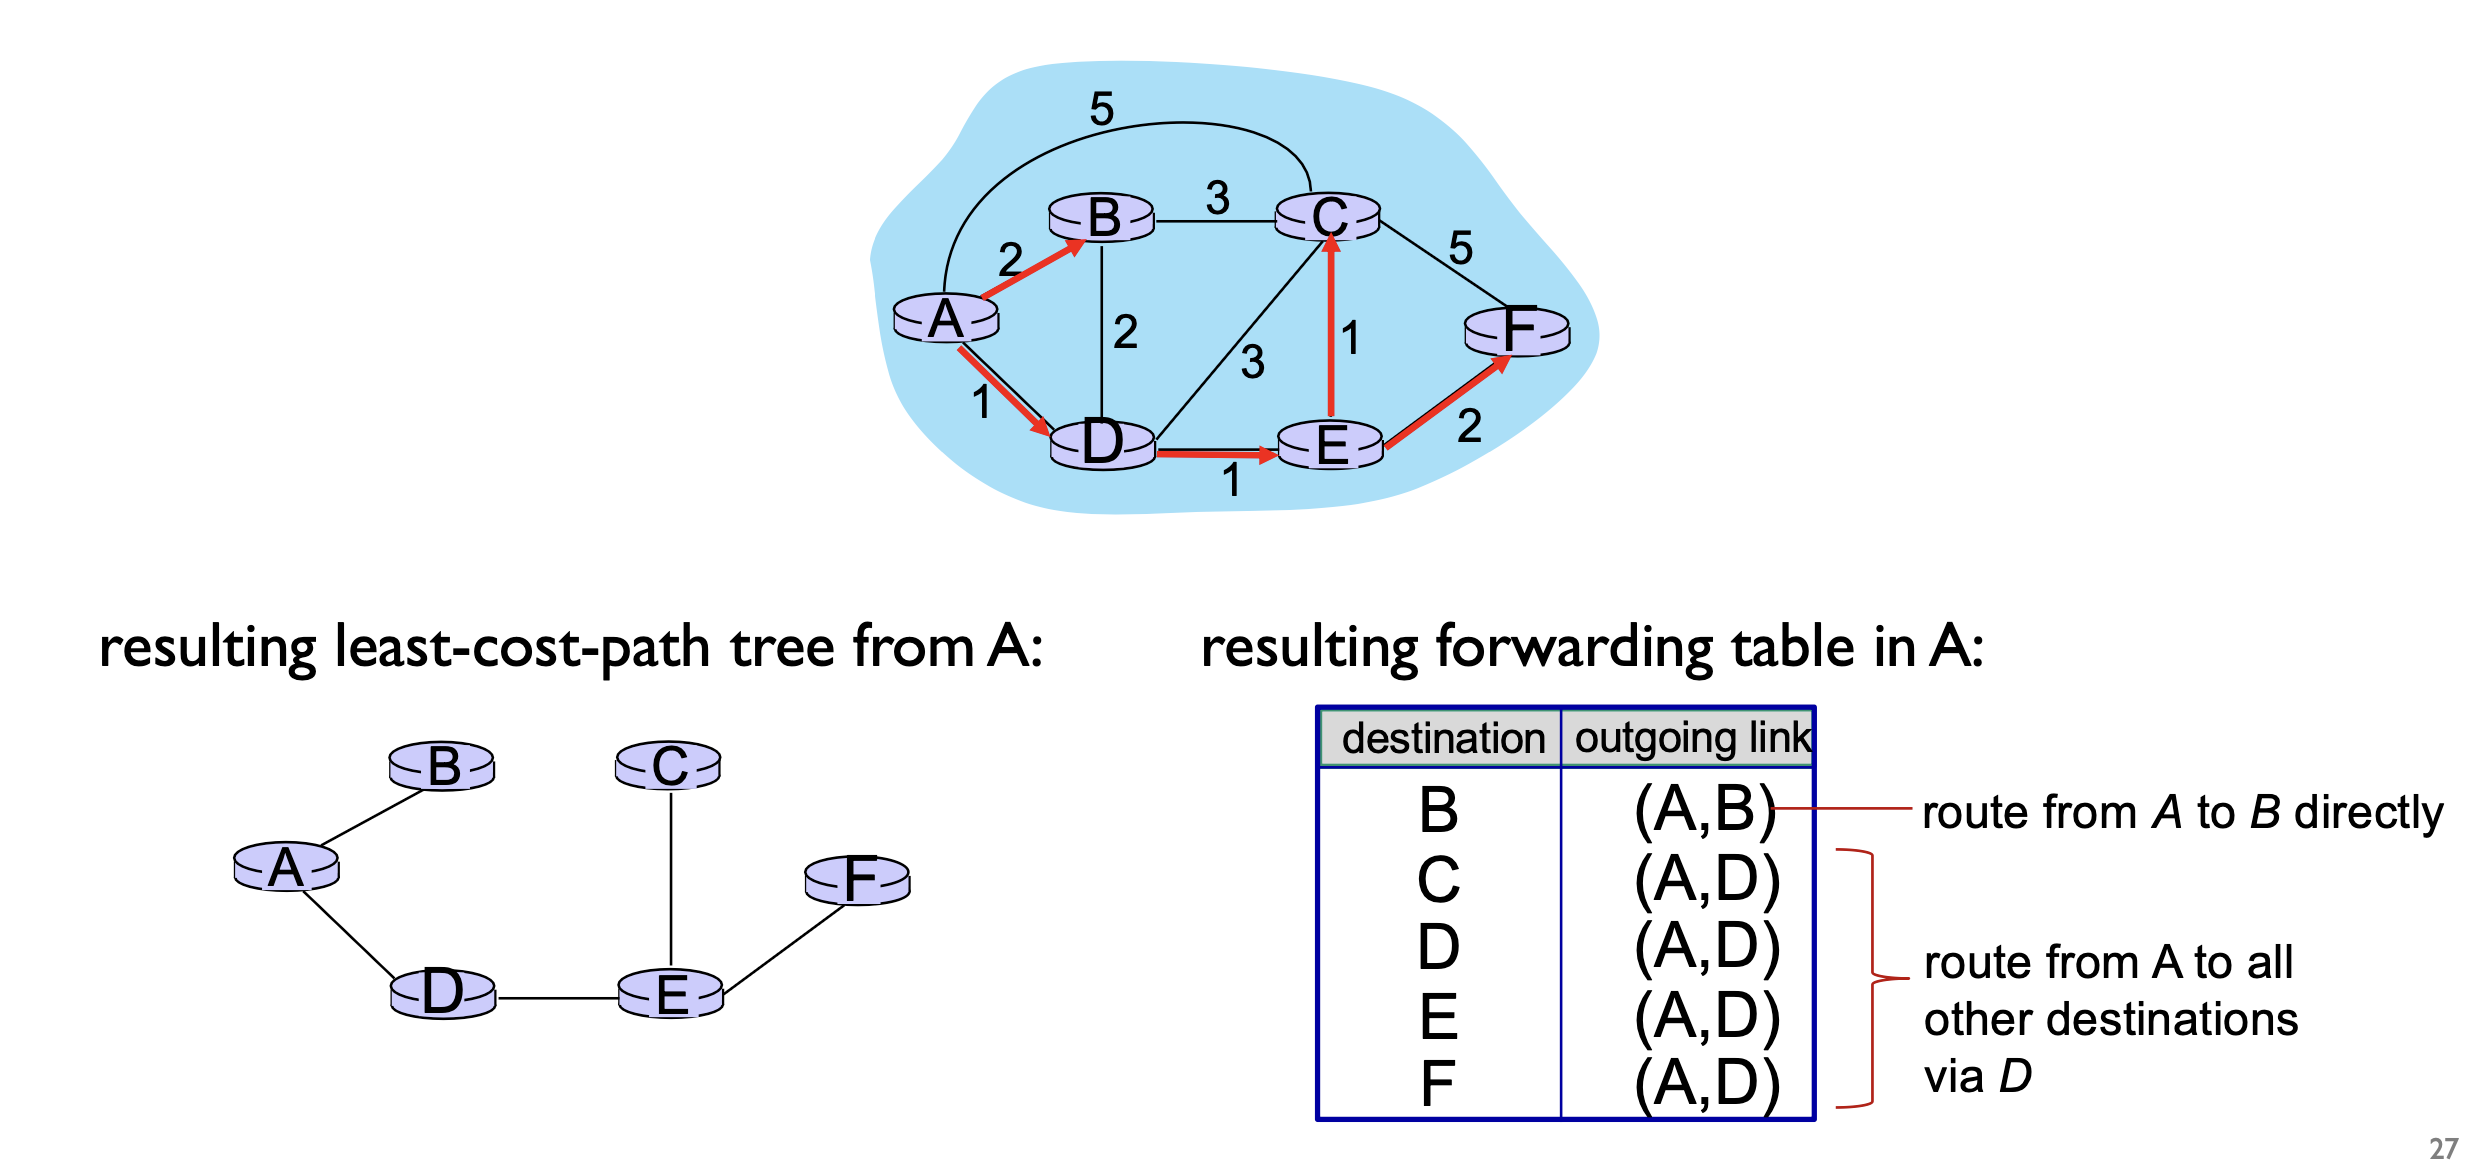 5
B 3 C
2 5
A 2 1 F
3
1 2
D E
1
resulting least-cost-path tree from A:
resulting forwarding table in A:
B C
A F
D E
destination outgoing link
B (A,B) route from A to B directly
C (A,D)
D (A,D) route from A to all
E (A,D) other destinations
F (A,D) via D
27